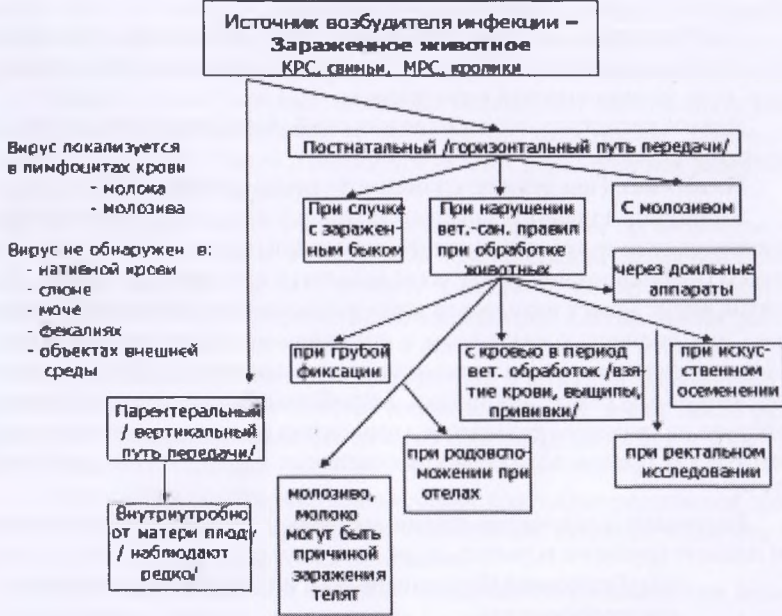 Источник возбудителя инфекции –
Зараженное животное
КРС, свиньи, МРС, кролики
Вирус локализуется
в лимфоцитах крови
- молока
- молозива
Вирус не обнаружен в:
- нативной крови
- слюне
- моче
- фекалиях
- объектах внешней
среды
Постнатальный /горизонтальный путь передачи/
При случке
с заражен
ным быком
При нарушении
вет.-сан. правил
при обработке
животных
С молозивом
через доильные
аппараты
при грубой
фиксации
с кровью в период
вет. обработок /взя
тие крови, выщипы,
прививки/
при искус-
ственном
осеменении
Парентеральный
/ вертикальный
путь передачи/
Внутриутробно
от матери плоду
/ наблюдают
редко/
молозиво,
молоко
могут быть
причиной
заражения
телят
при родовспо-
можении при
отелах
при ректальном
исследовании